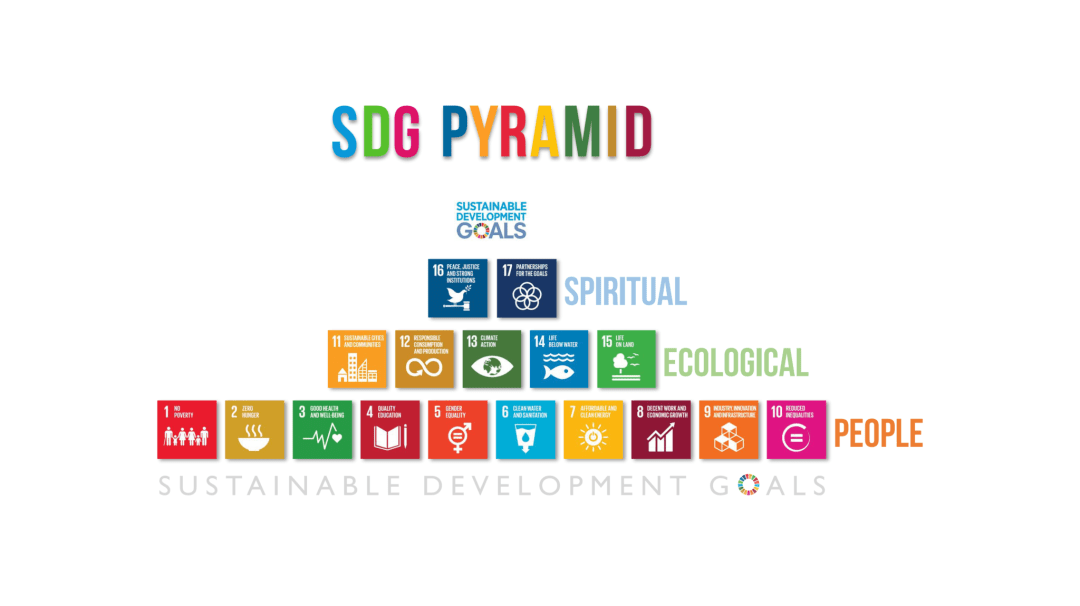 SDG PYRAMID
SUSTAINABLE
DEVELOPMENT
GOALS
16 PEACE, JUSTICE
AND STRONG
INSTITUTIONS
17 PARTNERSHIPS
FOR THE GOALS
SPIRITUAL
11 SUSTAINABLE CITIES
AND COMMUNITIES
12 RESPONSIBLE
CONSUMPTION
AND PRODUCTION
13 CLIMATE
ACTION
14 LIFE
BELOW WATER
15 LIFE
ON LAND
ECOLOGICAL
1 NO
POVERTY
2 ZERO
HUNGER
3 GOOD HEALTH
AND WELL-BEING
4 QUALITY
EDUCATION
5 GENDER
EQUALITY
6 CLEAN WATER
AND SANITATION
7 AFFORDABLE AND
CLEAN ENERGY
8 DECENT WORK AND
ECONOMIC GROWTH
9 INDUSTRY, INNOVATION
AND INFRASTRUCTURE
10 REDUCED
INEQUALITIES
PEOPLE
SUSTAINABLE DEVELOPMENT GOALS